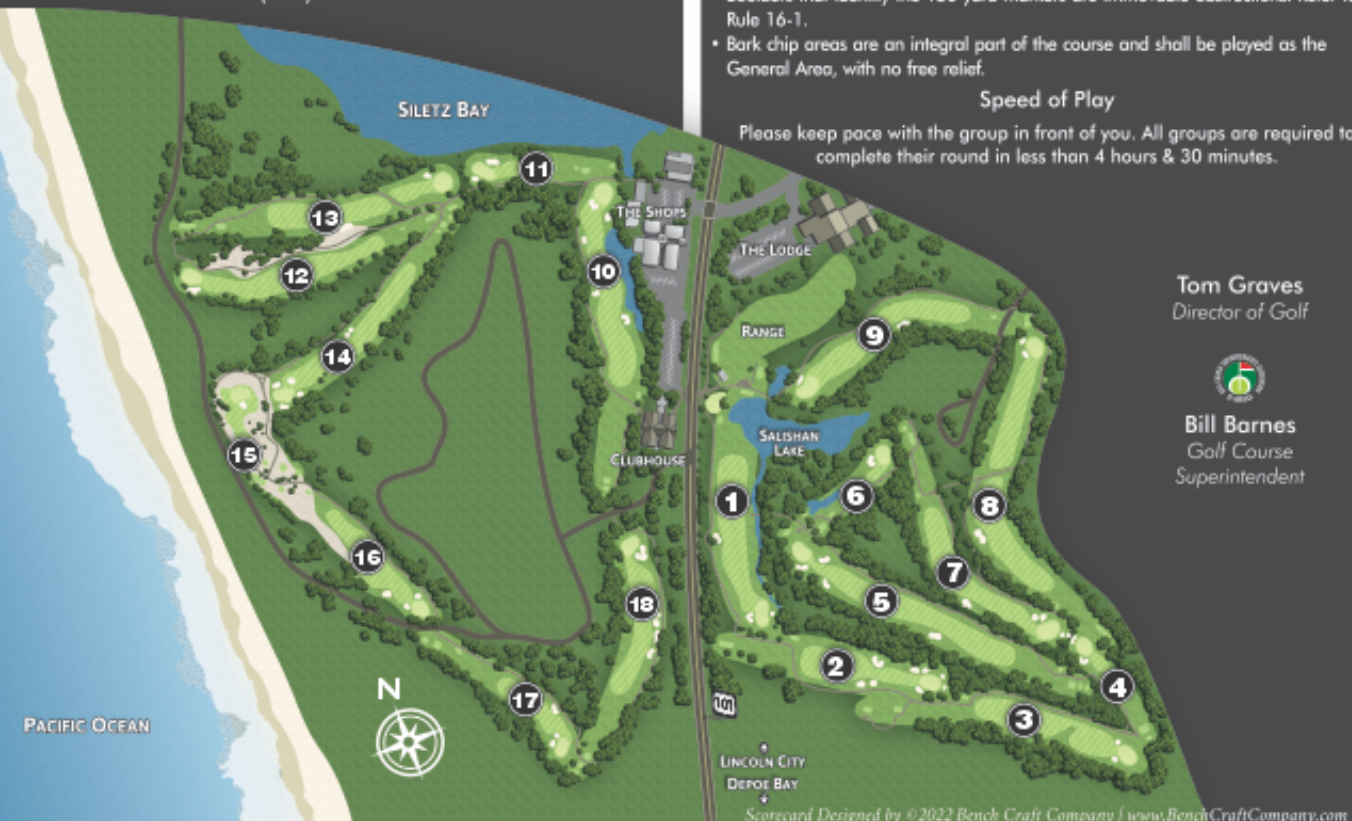 Rule 16-1.
• Bark chip areas are an integral part of the course and shall be played as the
General Area, with no free relief.
Speed of Play
Please keep pace with the group in front of you. All groups are required to
complete their round in less than 4 hours & 30 minutes.
SILETZ BAY
11
THE SHOPS
13
THE LODGE
12
10
Tom Graves
Director of Golf
RANGE
9
14
Bill Barnes
Golf Course
Superintendent
SALISHAN
LAKE
15
CLUBHOUSE
1
6
8
16
7
5
18
2
4
N
17
101
3
PACIFIC OCEAN
LINCOLN CITY
DEPOE BAY
Scorecard Designed by ©2022 Bench Craft Company | www.BenchCraftCompany.com